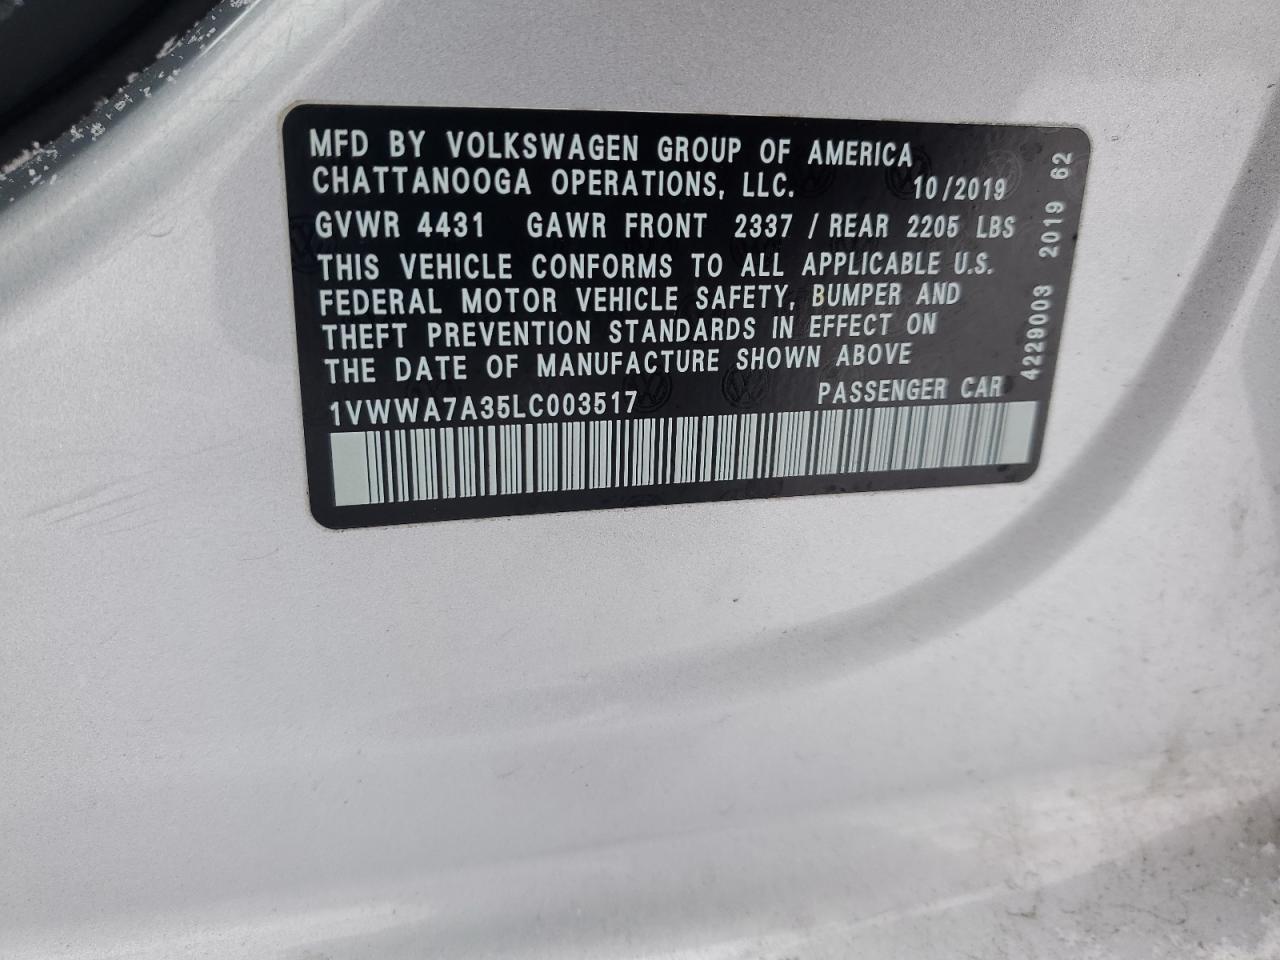 MFD BY VOLKSWAGEN GROUP OF AMERICA
CHATTANOOGA OPERATIONS, LLC. 10/2019
GVWR 4431 GAWR FRONT 2337 / REAR 2205 LBS
THIS VEHICLE CONFORMS TO ALL APPLICABLE U.S.
FEDERAL MOTOR VEHICLE SAFETY, BUMPER AND
THEFT PREVENTION STANDARDS IN EFFECT ON
THE DATE OF MANUFACTURE SHOWN ABOVE
1VWWA7A35LC003517 PASSENGER CAR
4229003 2019 62